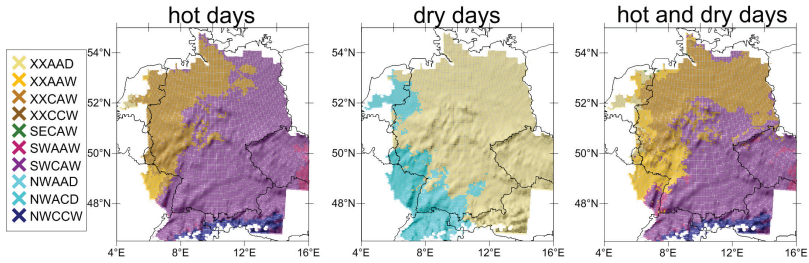 hot days
dry days
hot and dry days
XXAAD
XXAAW
XXCAW
XXCCW
SECAW
SWAAW
SWCAW
NWAAD
NWACD
NWCCW
54°N
52°N
50°N
48°N
4°E 8°E 12°E 16°E
54°N
52°N
50°N
48°N
4°E 8°E 12°E 16°E
54°N
52°N
50°N
48°N
4°E 8°E 12°E 16°E